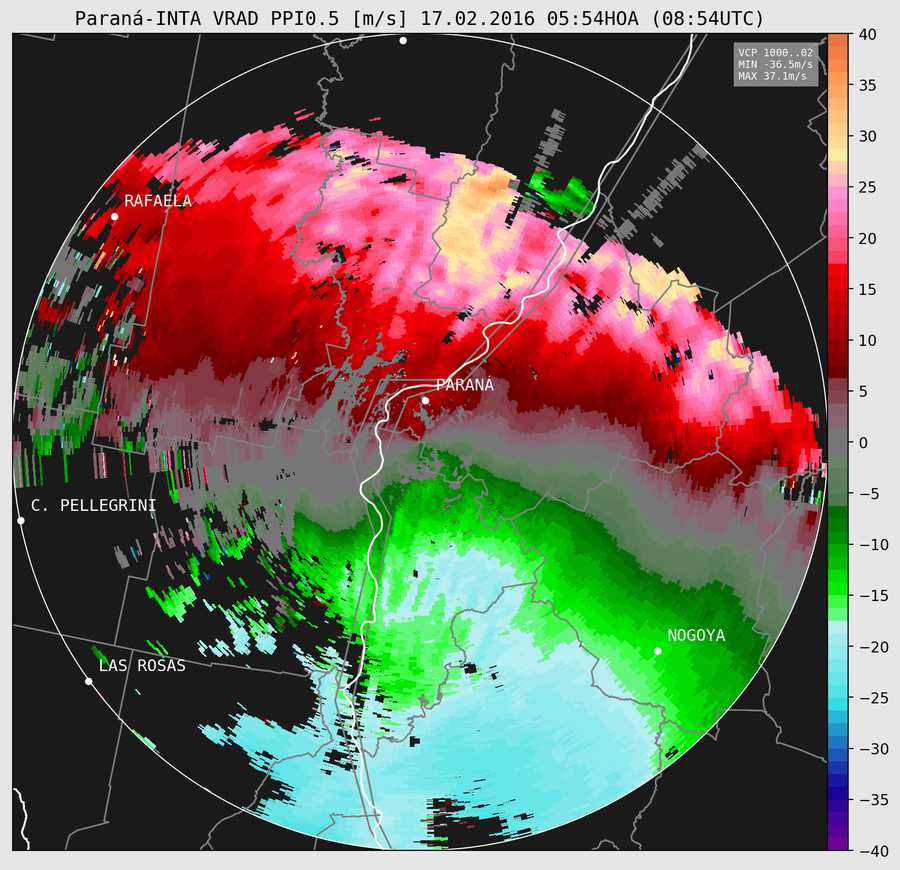 Paraná-INTA VRAD PPI0.5 [m/s] 17.02.2016 05:54HOA (08:54UTC)
VCP 1000..02
MIN -36.5m/s
MAX 37.1m/s
RAFAELA
PARANÁ
C. PELLEGRINI
NOGOYA
LAS ROSAS
40
35
30
25
20
15
10
5
0
−5
−10
−15
−20
−25
−30
−35
−40